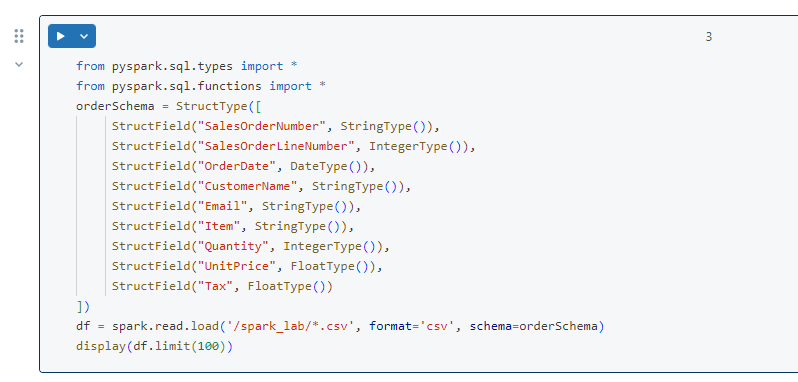 3
from pyspark.sql.types import *
from pyspark.sql.functions import *
orderSchema = StructType([
    StructField("SalesOrderNumber", StringType()),
    StructField("SalesOrderLineNumber", IntegerType()),
    StructField("OrderDate", DateType()),
    StructField("CustomerName", StringType()),
    StructField("Email", StringType()),
    StructField("Item", StringType()),
    StructField("Quantity", IntegerType()),
    StructField("UnitPrice", FloatType()),
    StructField("Tax", FloatType())
])
df = spark.read.load('/spark_lab/*.csv', format='csv', schema=orderSchema)
display(df.limit(100))